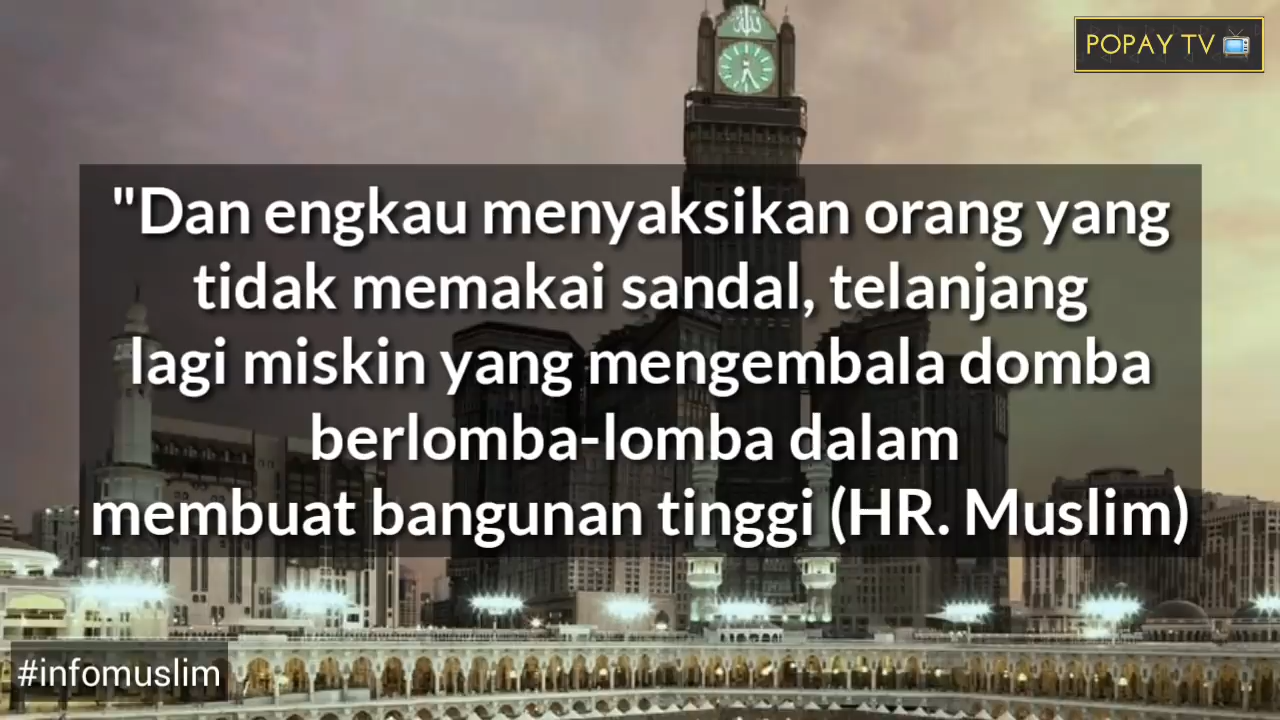 POPAY TV
"Dan engkau menyaksikan orang yang
tidak memakai sandal, telanjang
lagi miskin yang mengembala domba
berlomba-lomba dalam
membuat bangunan tinggi (HR. Muslim)
#infomuslim